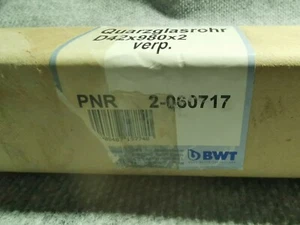 Quarzglasrohr
D42x980x2
verp.
PNR 2-060717
BWT